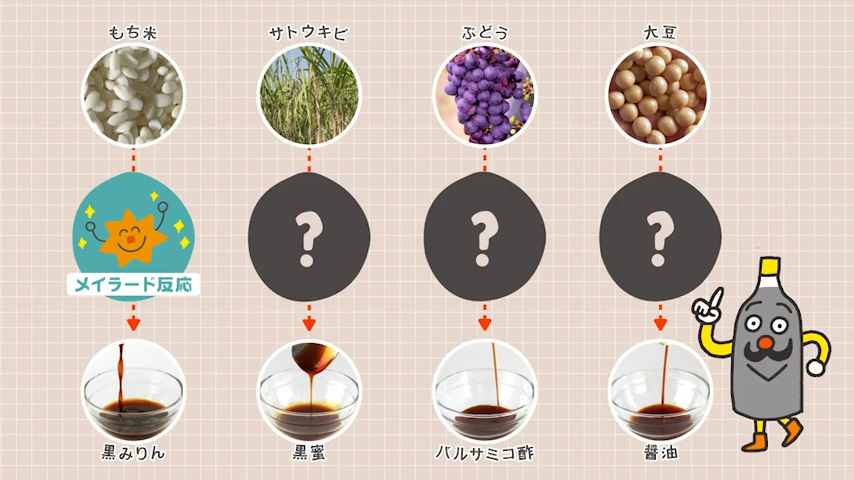 もち米
サトウキビ
ぶどう
大豆
メイラード反応
?
?
?
黒みりん
黒蜜
バルサミコ酢
醤油